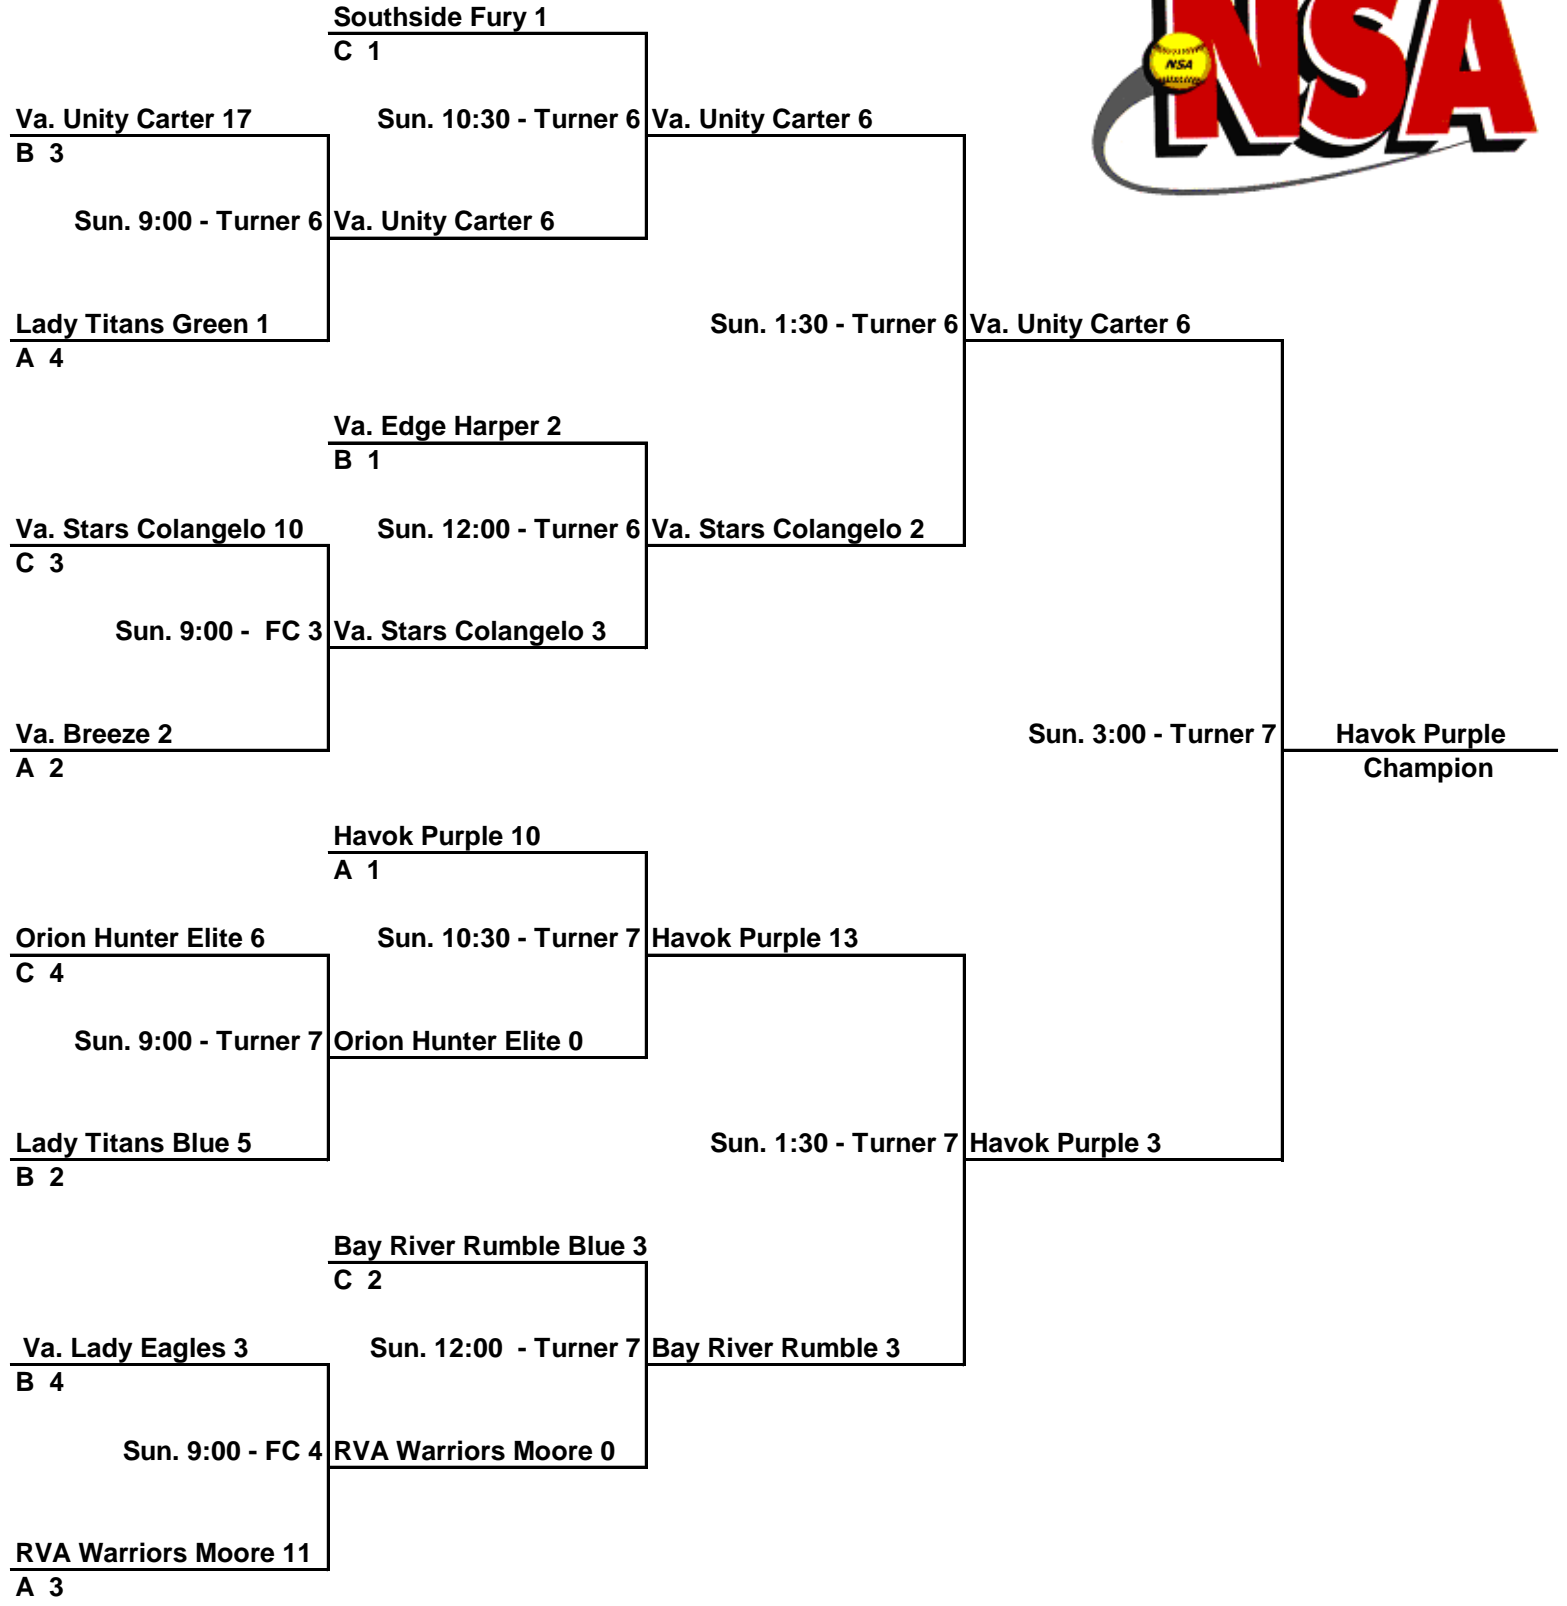 Southside Fury 1
C 1
NSA
NSA
Va. Unity Carter 17
Sun. 10:30 - Turner 6
Va. Unity Carter 6
B 3
Sun. 9:00 - Turner 6
Va. Unity Carter 6
Lady Titans Green 1
Sun. 1:30 - Turner 6
Va. Unity Carter 6
A 4
Va. Edge Harper 2
B 1
Va. Stars Colangelo 10
Sun. 12:00 - Turner 6
Va. Stars Colangelo 2
C 3
Sun. 9:00 - FC 3
Va. Stars Colangelo 3
Va. Breeze 2
Sun. 3:00 - Turner 7
Havok Purple
A 2
Champion
Havok Purple 10
A 1
Orion Hunter Elite 6
Sun. 10:30 - Turner 7
Havok Purple 13
C 4
Sun. 9:00 - Turner 7
Orion Hunter Elite 0
Lady Titans Blue 5
Sun. 1:30 - Turner 7
Havok Purple 3
B 2
Bay River Rumble Blue 3
C 2
Va. Lady Eagles 3
Sun. 12:00 - Turner 7
Bay River Rumble 3
B 4
Sun. 9:00 - FC 4
RVA Warriors Moore 0
RVA Warriors Moore 11
A 3